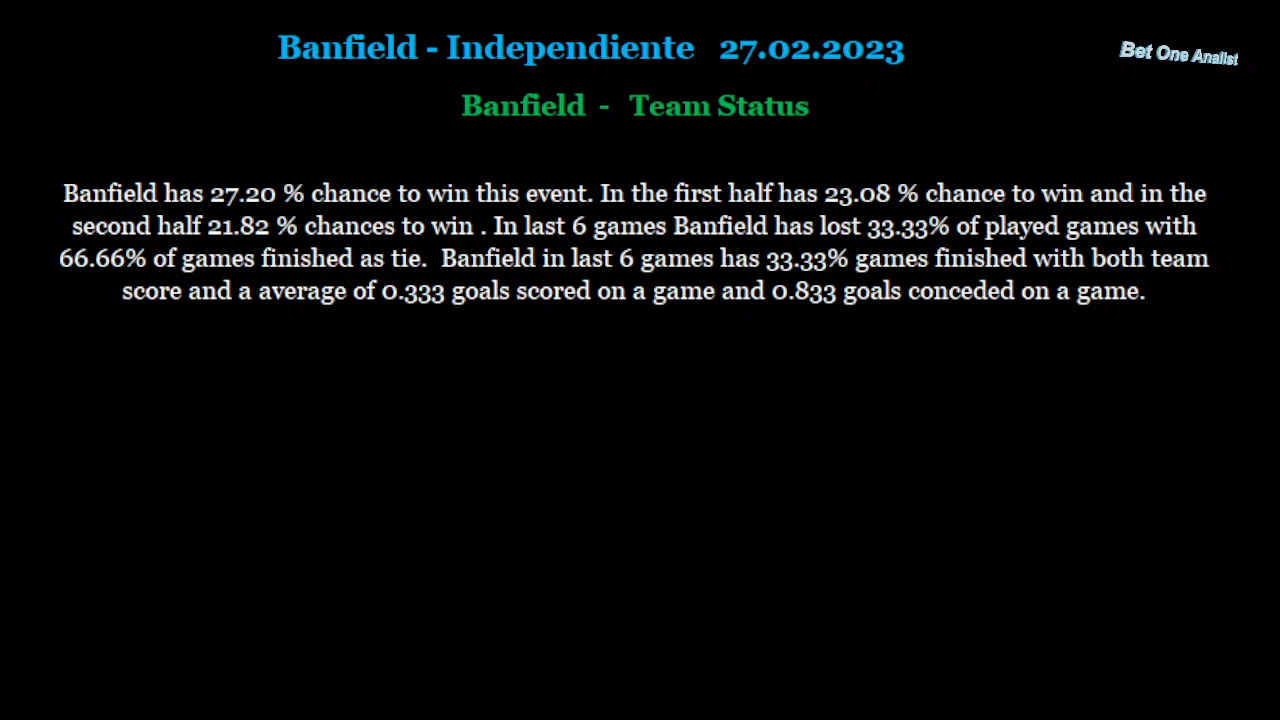 Banfield - Independiente 27.02.2023
Bet One Analist
Banfield - Team Status
Banfield has 27.20 % chance to win this event. In the first half has 23.08 % chance to win and in the
second half 21.82 % chances to win . In last 6 games Banfield has lost 33.33% of played games with
66.66% of games finished as tie. Banfield in last 6 games has 33.33% games finished with both team
score and a average of 0.333 goals scored on a game and 0.833 goals conceded on a game.